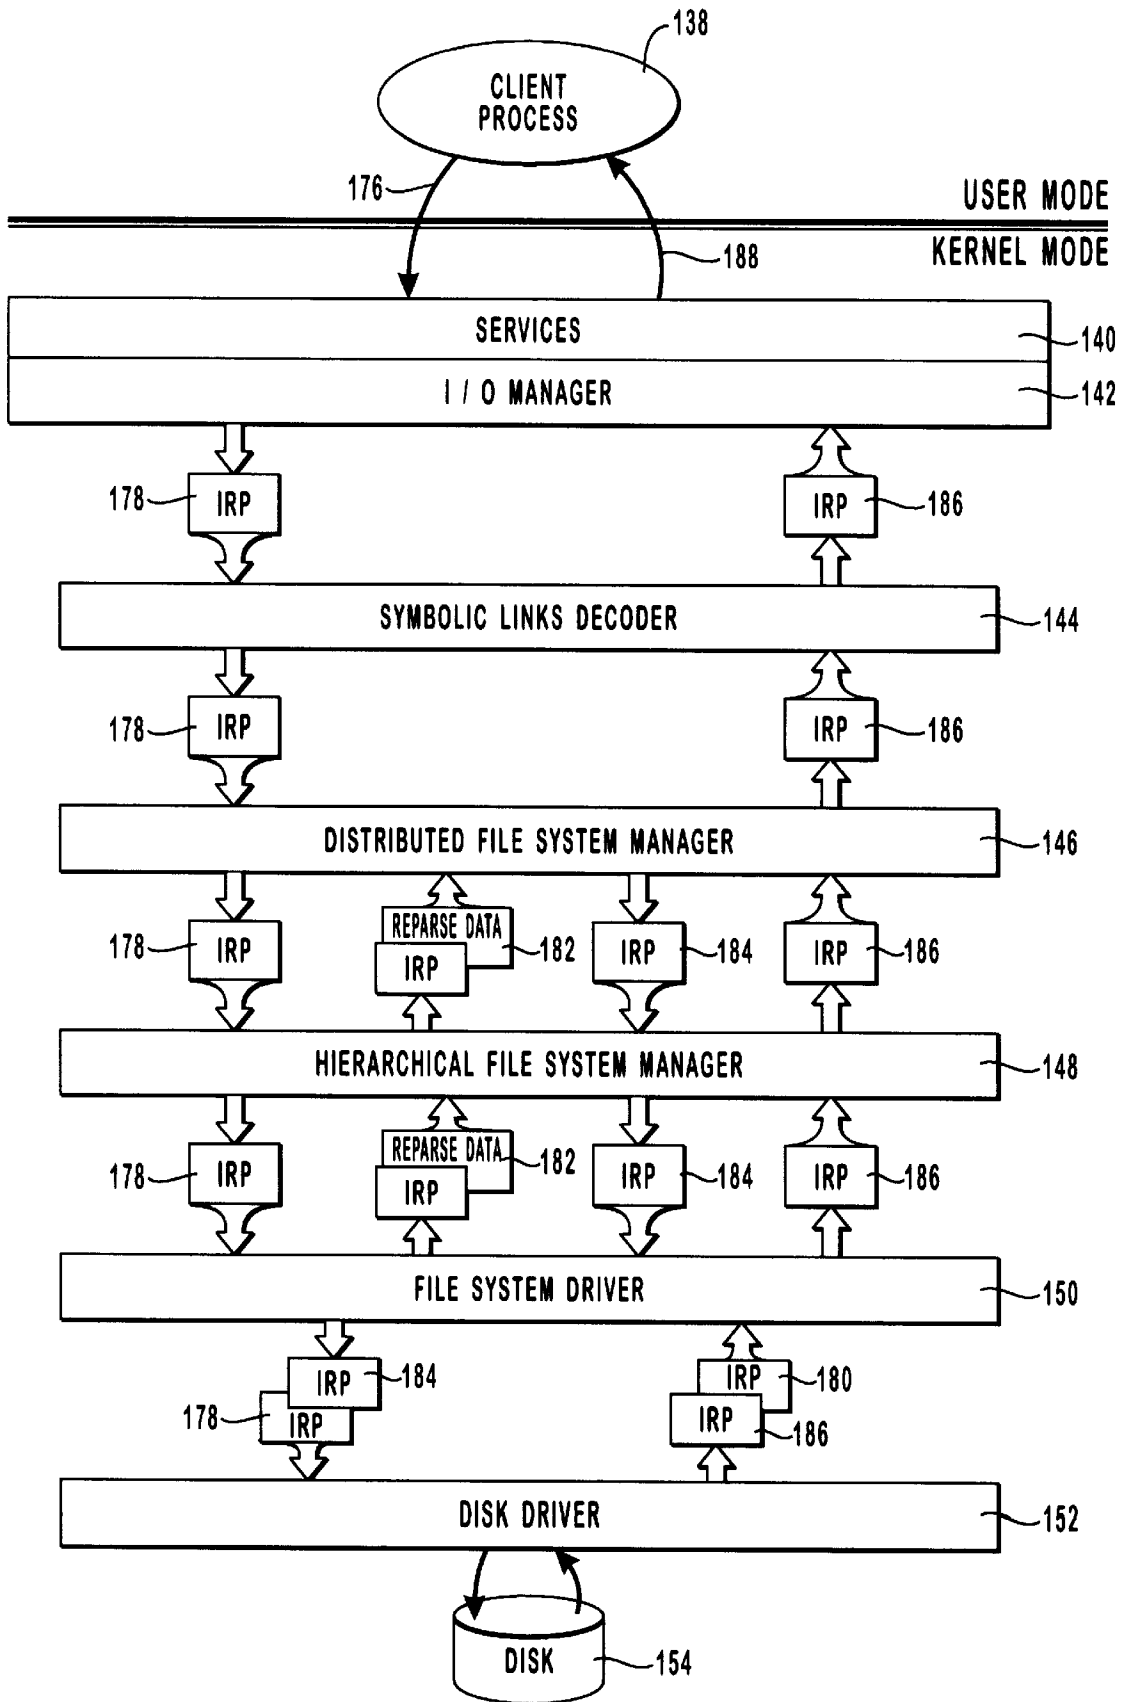 138
CLIENT
PROCESS
176
USER MODE
188
KERNEL MODE
SERVICES
140
I / O MANAGER
142
178
IRP
IRP
186
SYMBOLIC LINKS DECODER
144
178
IRP
IRP
186
DISTRIBUTED FILE SYSTEM MANAGER
146
178
IRP
REPARSE DATA
182
IRP
IRP
184
IRP
186
HIERARCHICAL FILE SYSTEM MANAGER
148
178
IRP
REPARSE DATA
182
IRP
IRP
184
IRP
186
FILE SYSTEM DRIVER
150
IRP
184
178
IRP
IRP
180
IRP
186
DISK DRIVER
152
DISK
154